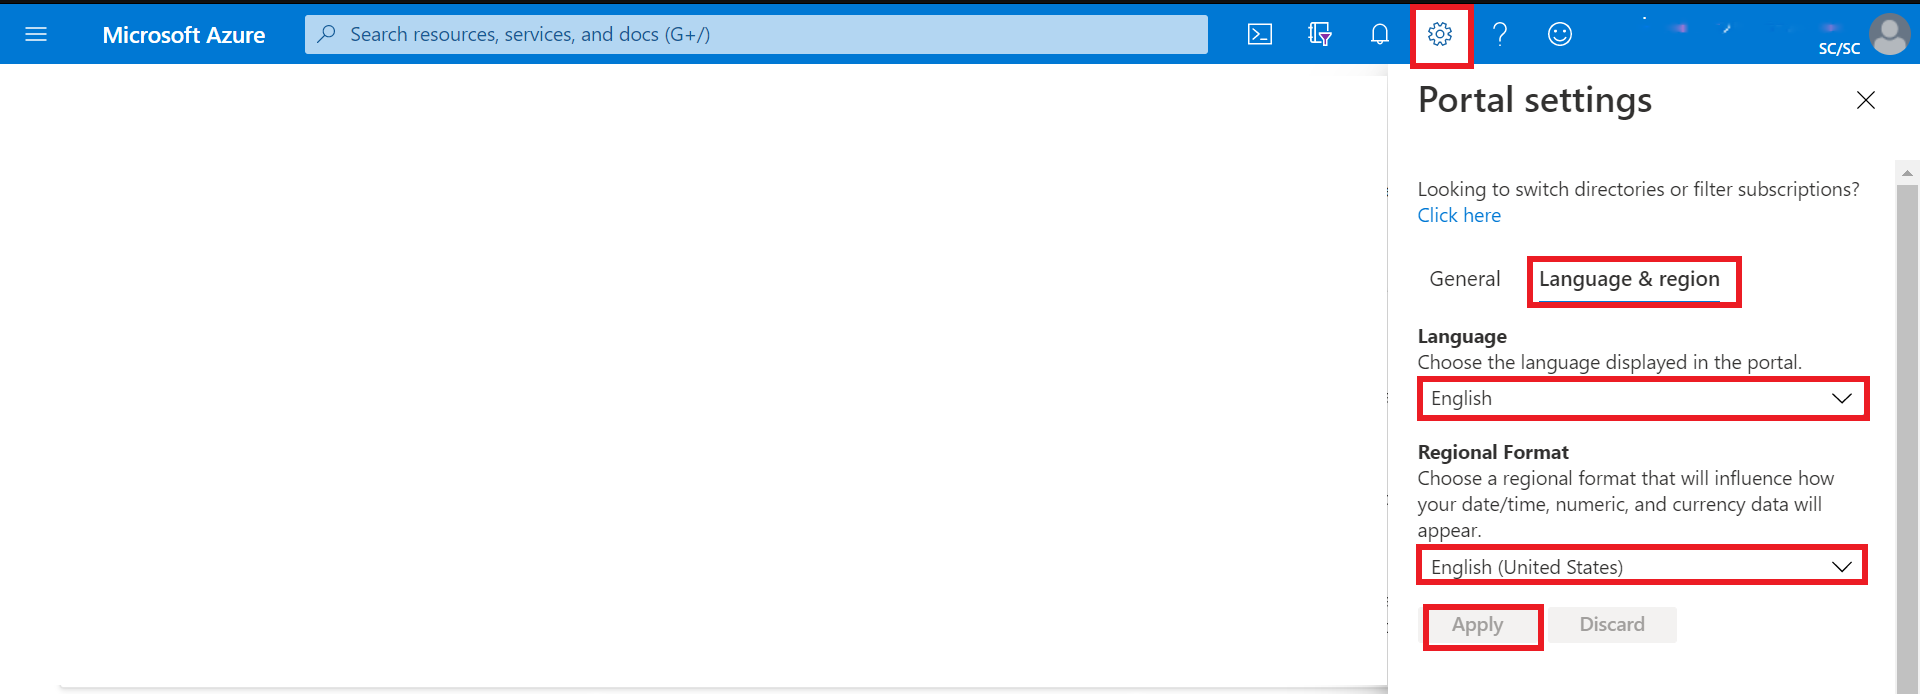 Microsoft Azure
Search resources, services, and docs (G+/)
SC/SC
Portal settings
Looking to switch directories or filter subscriptions?
Click here
General
Language & region
Language
Choose the language displayed in the portal.
English
Regional Format
Choose a regional format that will influence how
your date/time, numeric, and currency data will
appear.
English (United States)
Apply
Discard